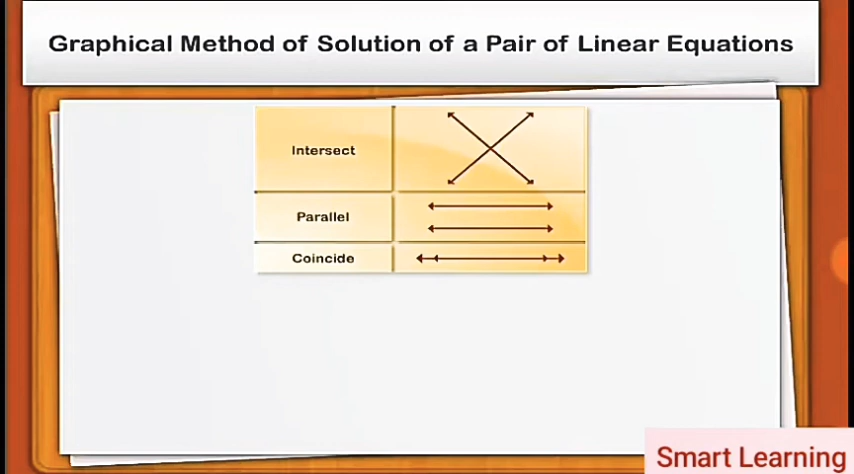 Graphical Method of Solution of a Pair of Linear Equations
Intersect
Parallel
Coincide
Smart Learning